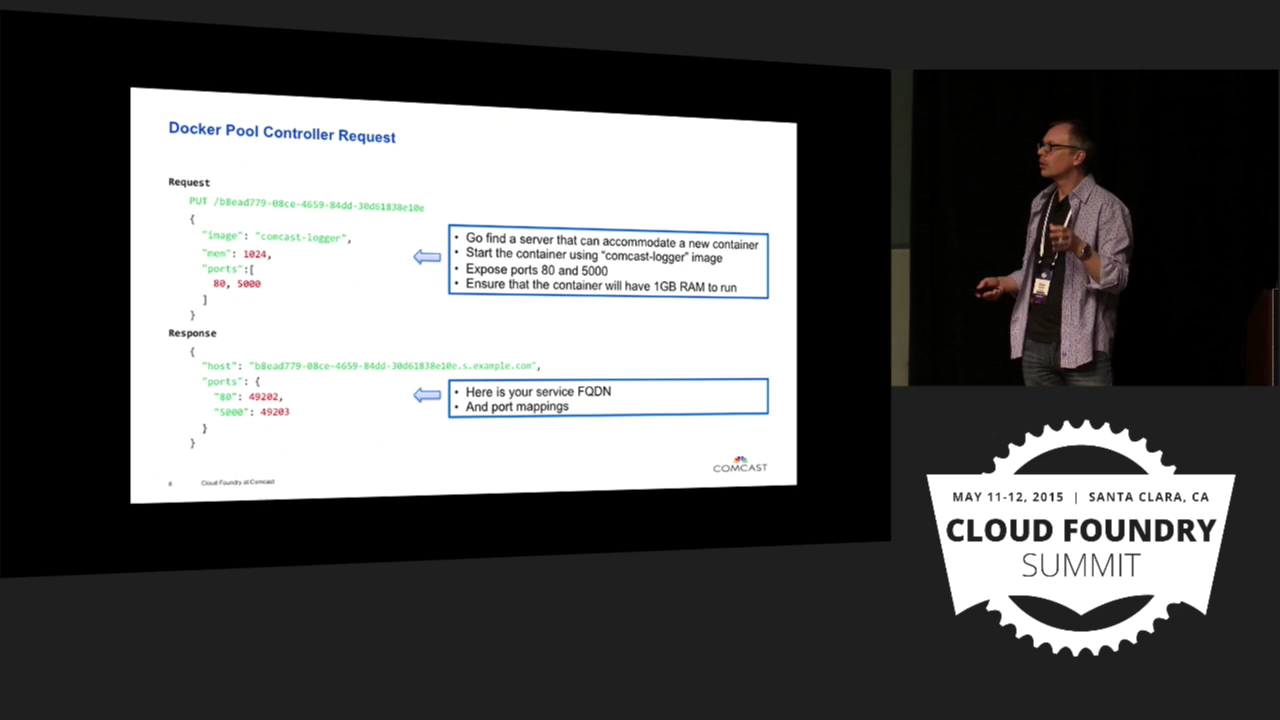 Docker Pool Controller Request
Request
PUT /b8ead779-08ce-4659-84dd-30d61838e10e
{
"image": "comcast-logger",
"mem": 1024,
"ports":[
80, 5000
]
}
• Go find a server that can accommodate a new container
• Start the container using "comcast-logger" image
• Expose ports 80 and 5000
• Ensure that the container will have 1GB RAM to run
Response
{
"host": "b8ead779-08ce-4659-84dd-30d61838e10e.s.example.com",
"ports": {
"80": 49202,
"5000": 49203
}
}
• Here is your service FQDN
• And port mappings
COMCAST
8 Cloud Foundry at Comcast
MAY 11-12, 2015 | SANTA CLARA, CA
CLOUD FOUNDRY
SUMMIT